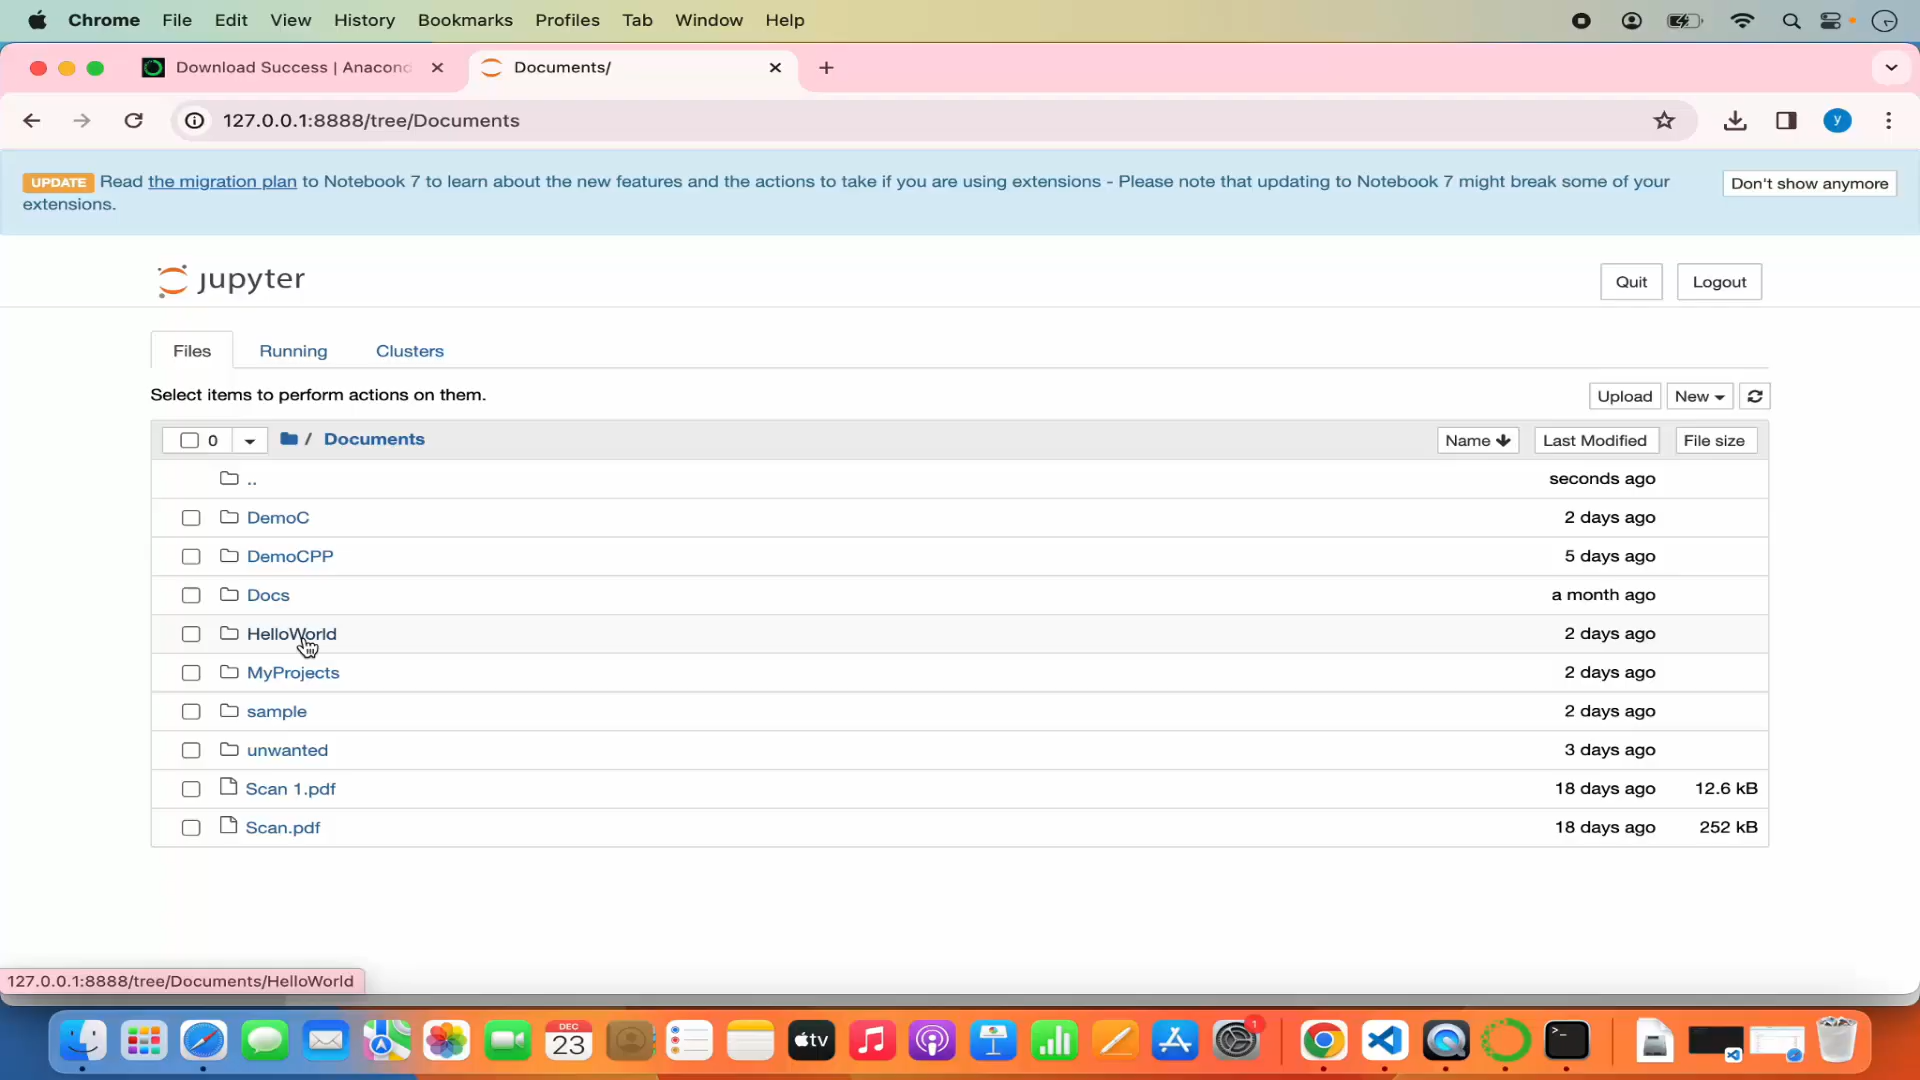 Chrome File Edit View History Bookmarks Profiles Tab Window Help
Download Success | Anacond
Documents/
127.0.0.1:8888/tree/Documents
y
UPDATE Read the migration plan to Notebook 7 to learn about the new features and the actions to take if you are using extensions - Please note that updating to Notebook 7 might break some of your
extensions.
Don't show anymore
jupyter
Quit Logout
Files Running Clusters
Select items to perform actions on them.
Upload New
0 / Documents Name Last Modified File size
.. seconds ago
DemoC 2 days ago
DemoCPP 5 days ago
Docs a month ago
HelloWorld 2 days ago
MyProjects 2 days ago
sample 2 days ago
unwanted 3 days ago
Scan 1.pdf 18 days ago 12.6 kB
Scan.pdf 18 days ago 252 kB
127.0.0.1:8888/tree/Documents/HelloWorld
DEC
23
tv
1
>_